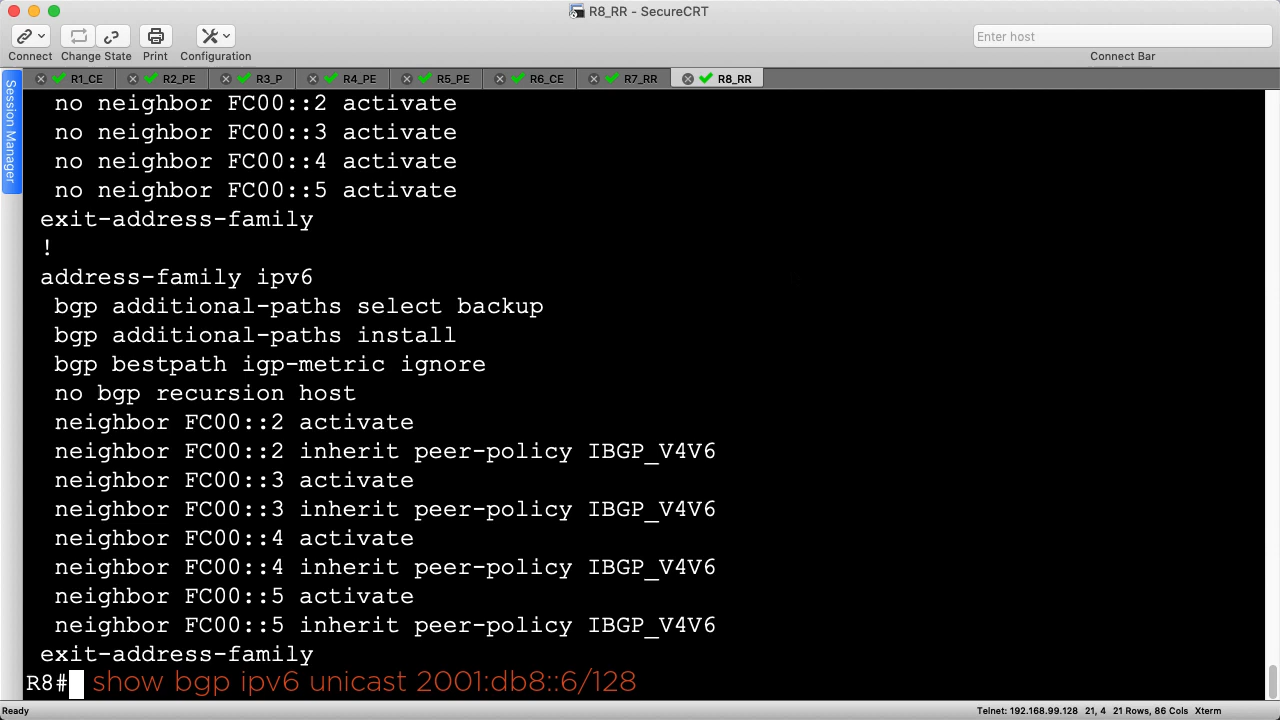 R8_RR - SecureCRT
Enter host
Connect Change State Print Configuration Connect Bar
R1_CE R2_PE R3_P R4_PE R5_PE R6_CE R7_RR R8_RR
Session Manager
no neighbor FC00::2 activate
no neighbor FC00::3 activate
no neighbor FC00::4 activate
no neighbor FC00::5 activate
exit-address-family
!
address-family ipv6
bgp additional-paths select backup
bgp additional-paths install
bgp bestpath igp-metric ignore
no bgp recursion host
neighbor FC00::2 activate
neighbor FC00::2 inherit peer-policy IBGP_V4V6
neighbor FC00::3 activate
neighbor FC00::3 inherit peer-policy IBGP_V4V6
neighbor FC00::4 activate
neighbor FC00::4 inherit peer-policy IBGP_V4V6
neighbor FC00::5 activate
neighbor FC00::5 inherit peer-policy IBGP_V4V6
exit-address-family
R8# show bgp ipv6 unicast 2001:db8::6/128
Ready Telnet: 192.168.99.128 21, 4 21 Rows, 86 Cols Xterm